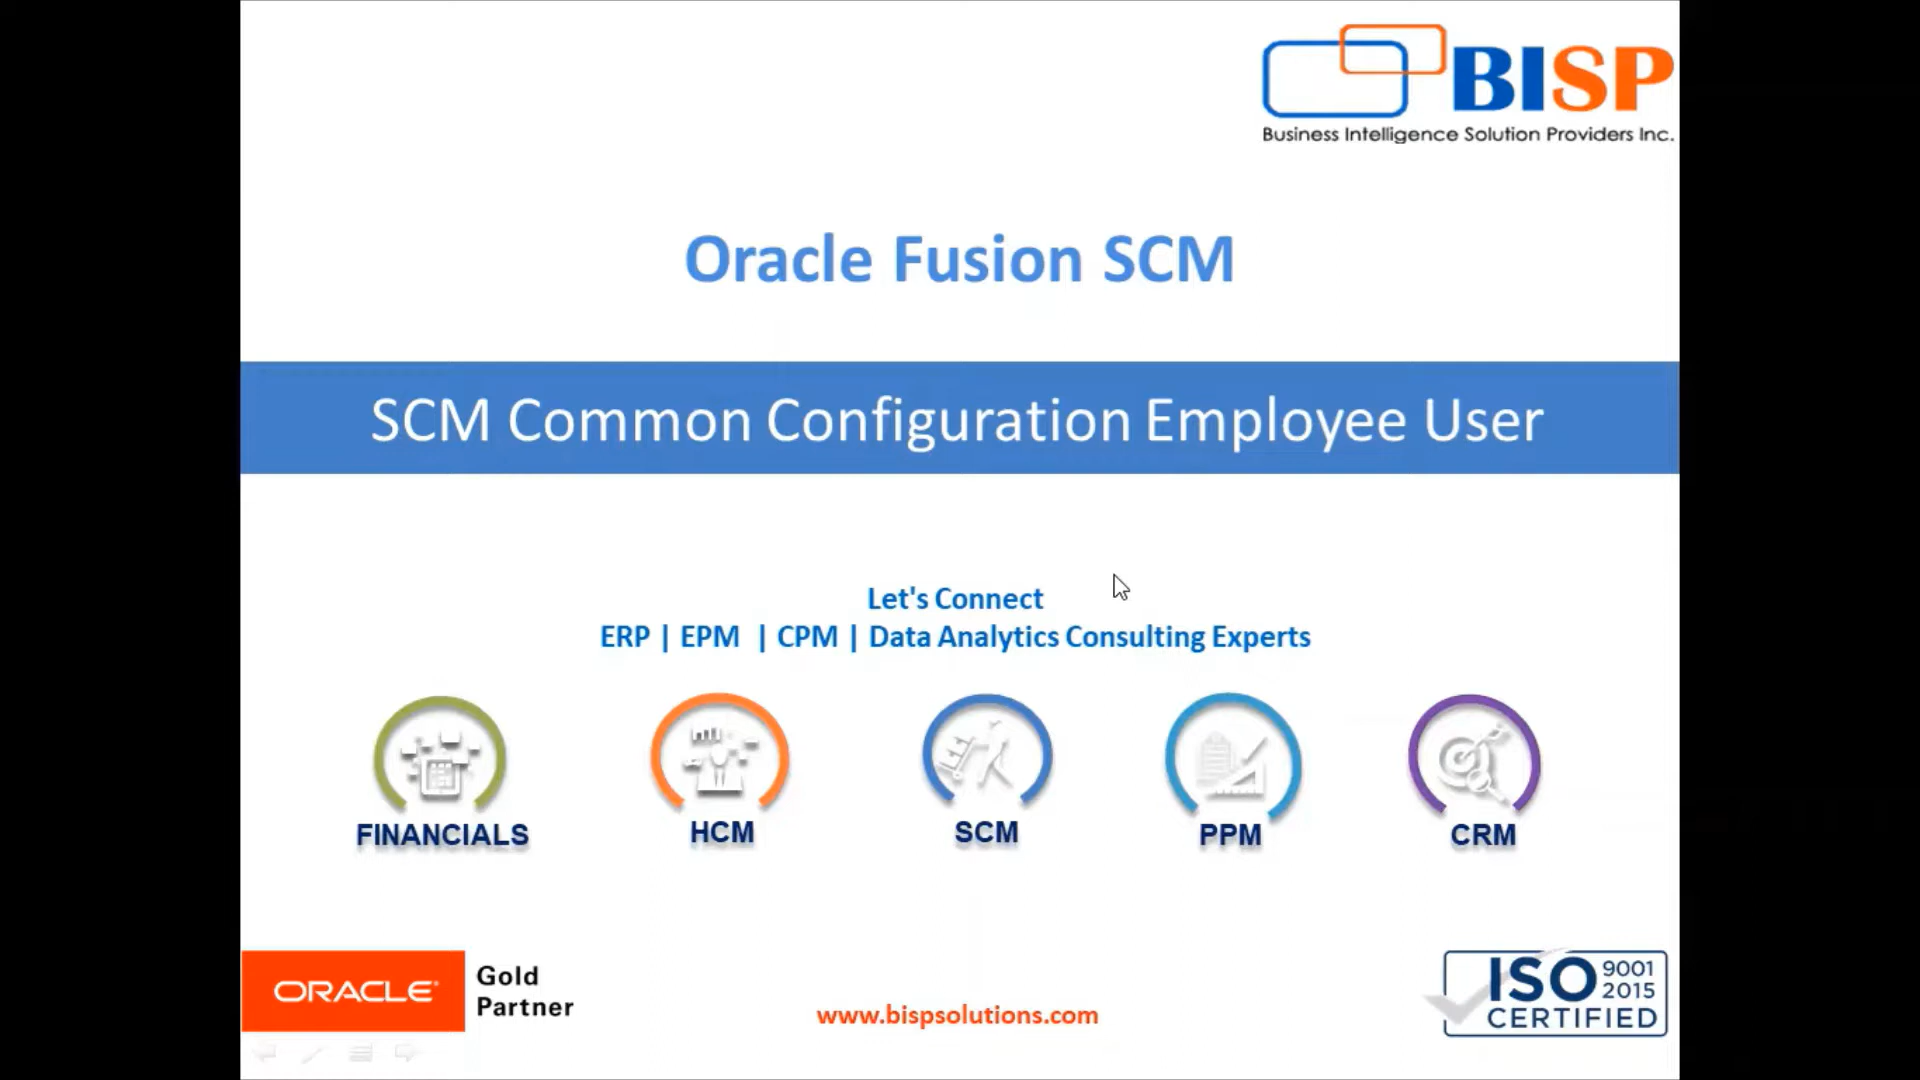 BISP
Business Intelligence Solution Providers Inc.
Oracle Fusion SCM
SCM Common Configuration Employee User
Let's Connect
ERP | EPM | CPM | Data Analytics Consulting Experts
FINANCIALS
HCM
SCM
PPM
CRM
ORACLE®
Gold
Partner
www.bispsolutions.com
ISO 9001
2015
CERTIFIED